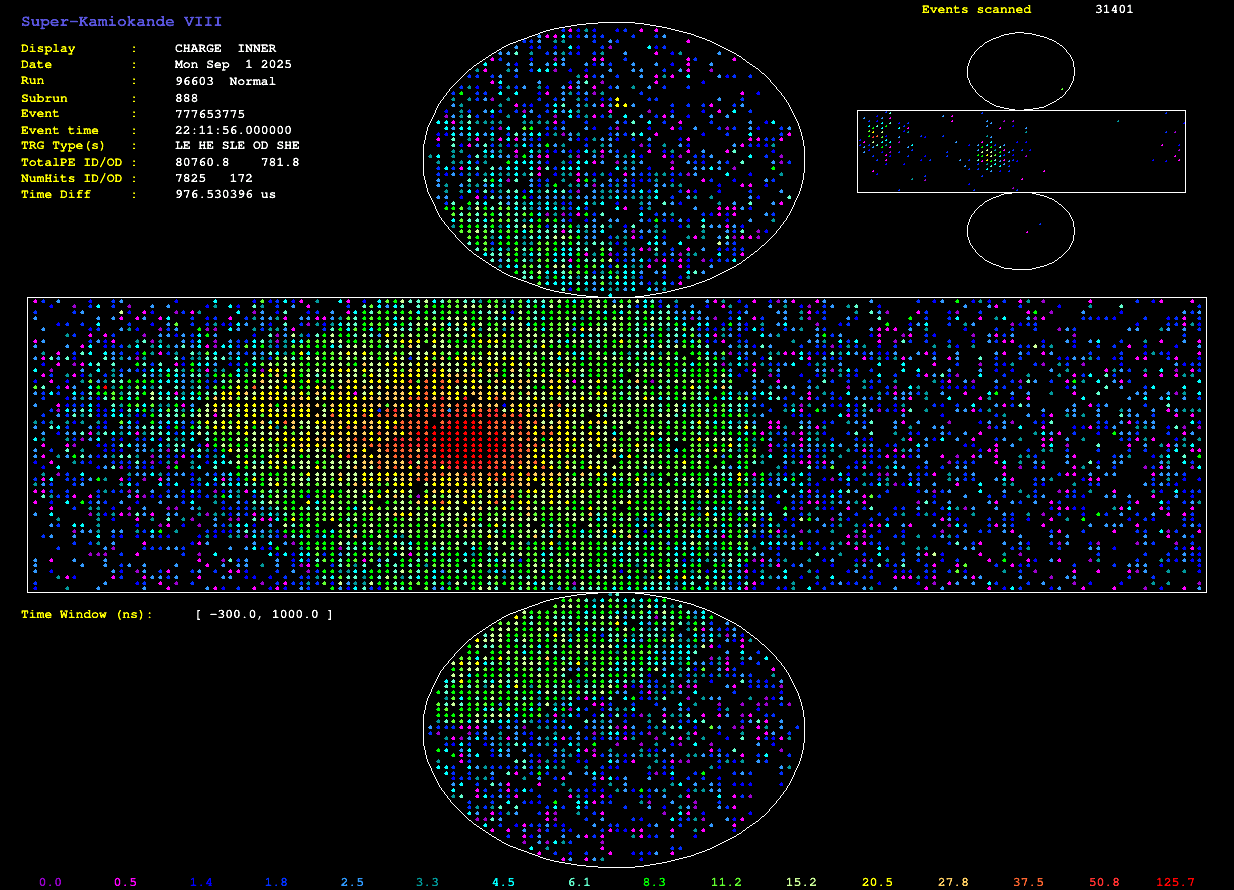 Super-Kamiokande VIII
Events scanned 31401
Display : CHARGE INNER
Date : Mon Sep 1 2025
Run : 96603 Normal
Subrun : 888
Event : 777653775
Event time : 22:11:56.000000
TRG Type(s) : LE HE SLE OD SHE
TotalPE ID/OD : 80760.8 781.8
NumHits ID/OD : 7825 172
Time Diff : 976.530396 us
Time Window (ns): [ -300.0, 1000.0 ]
0.0 0.5 1.4 1.8 2.5 3.3 4.5 6.1 8.3 11.2 15.2 20.5 27.8 37.5 50.8 125.7